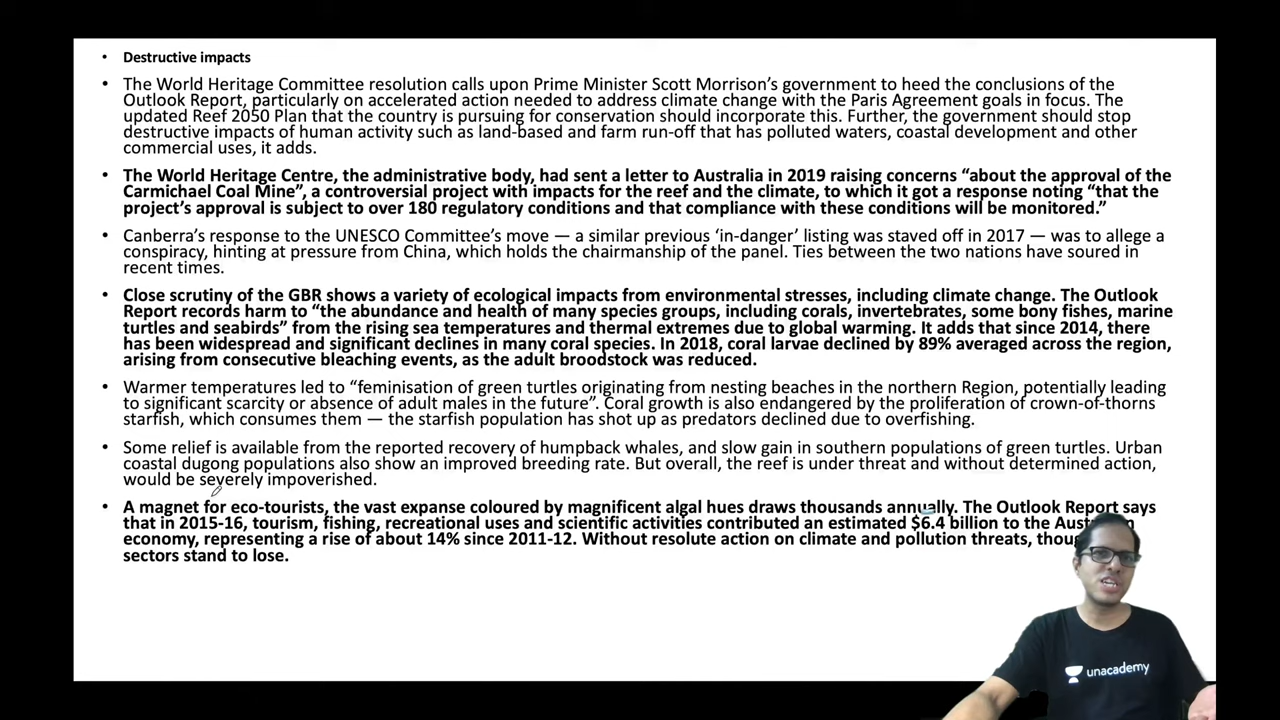 Destructive impacts
The World Heritage Committee resolution calls upon Prime Minister Scott Morrison's government to heed the conclusions of the
Outlook Report, particularly on accelerated action needed to address climate change with the Paris Agreement goals in focus. The
updated Reef 2050 Plan that the country is pursuing for conservation should incorporate this. Further, the government should stop
destructive impacts of human activity such as land-based and farm run-off that has polluted waters, coastal development and other
commercial uses, it adds.
The World Heritage Centre, the administrative body, had sent a letter to Australia in 2019 raising concerns “about the approval of the
Carmichael Coal Mine”, a controversial project with impacts for the reef and the climate, to which it got a response noting “that the
project's approval is subject to over 180 regulatory conditions and that compliance with these conditions will be monitored.”
Canberra's response to the UNESCO Committee's move — a similar previous ‘in-danger’ listing was staved off in 2017 — was to allege a
conspiracy, hinting at pressure from China, which holds the chairmanship of the panel. Ties between the two nations have soured in
recent times.
Close scrutiny of the GBR shows a variety of ecological impacts from environmental stresses, including climate change. The Outlook
Report records harm to “the abundance and health of many species groups, including corals, invertebrates, some bony fishes, marine
turtles and seabirds” from the rising sea temperatures and thermal extremes due to global warming. It adds that since 2014, there
has been widespread and significant declines in many coral species. In 2018, coral larvae declined by 89% averaged across the region,
arising from consecutive bleaching events, as the adult broodstock was reduced.
Warmer temperatures led to “feminisation of green turtles originating from nesting beaches in the northern Region, potentially leading
to significant scarcity or absence of adult males in the future”. Coral growth is also endangered by the proliferation of crown-of-thorns
starfish, which consumes them — the starfish population has shot up as predators declined due to overfishing.
Some relief is available from the reported recovery of humpback whales, and slow gain in southern populations of green turtles. Urban
coastal dugong populations also show an improved breeding rate. But overall, the reef is under threat and without determined action,
would be severely impoverished.
A magnet for eco-tourists, the vast expanse coloured by magnificent algal hues draws thousands annually. The Outlook Report says
that in 2015-16, tourism, fishing, recreational uses and scientific activities contributed an estimated $6.4 billion to the
economy, representing a rise of about 14% since 2011-12. Without resolute action on climate and pollution threats,
sectors stand to lose.
unacademy